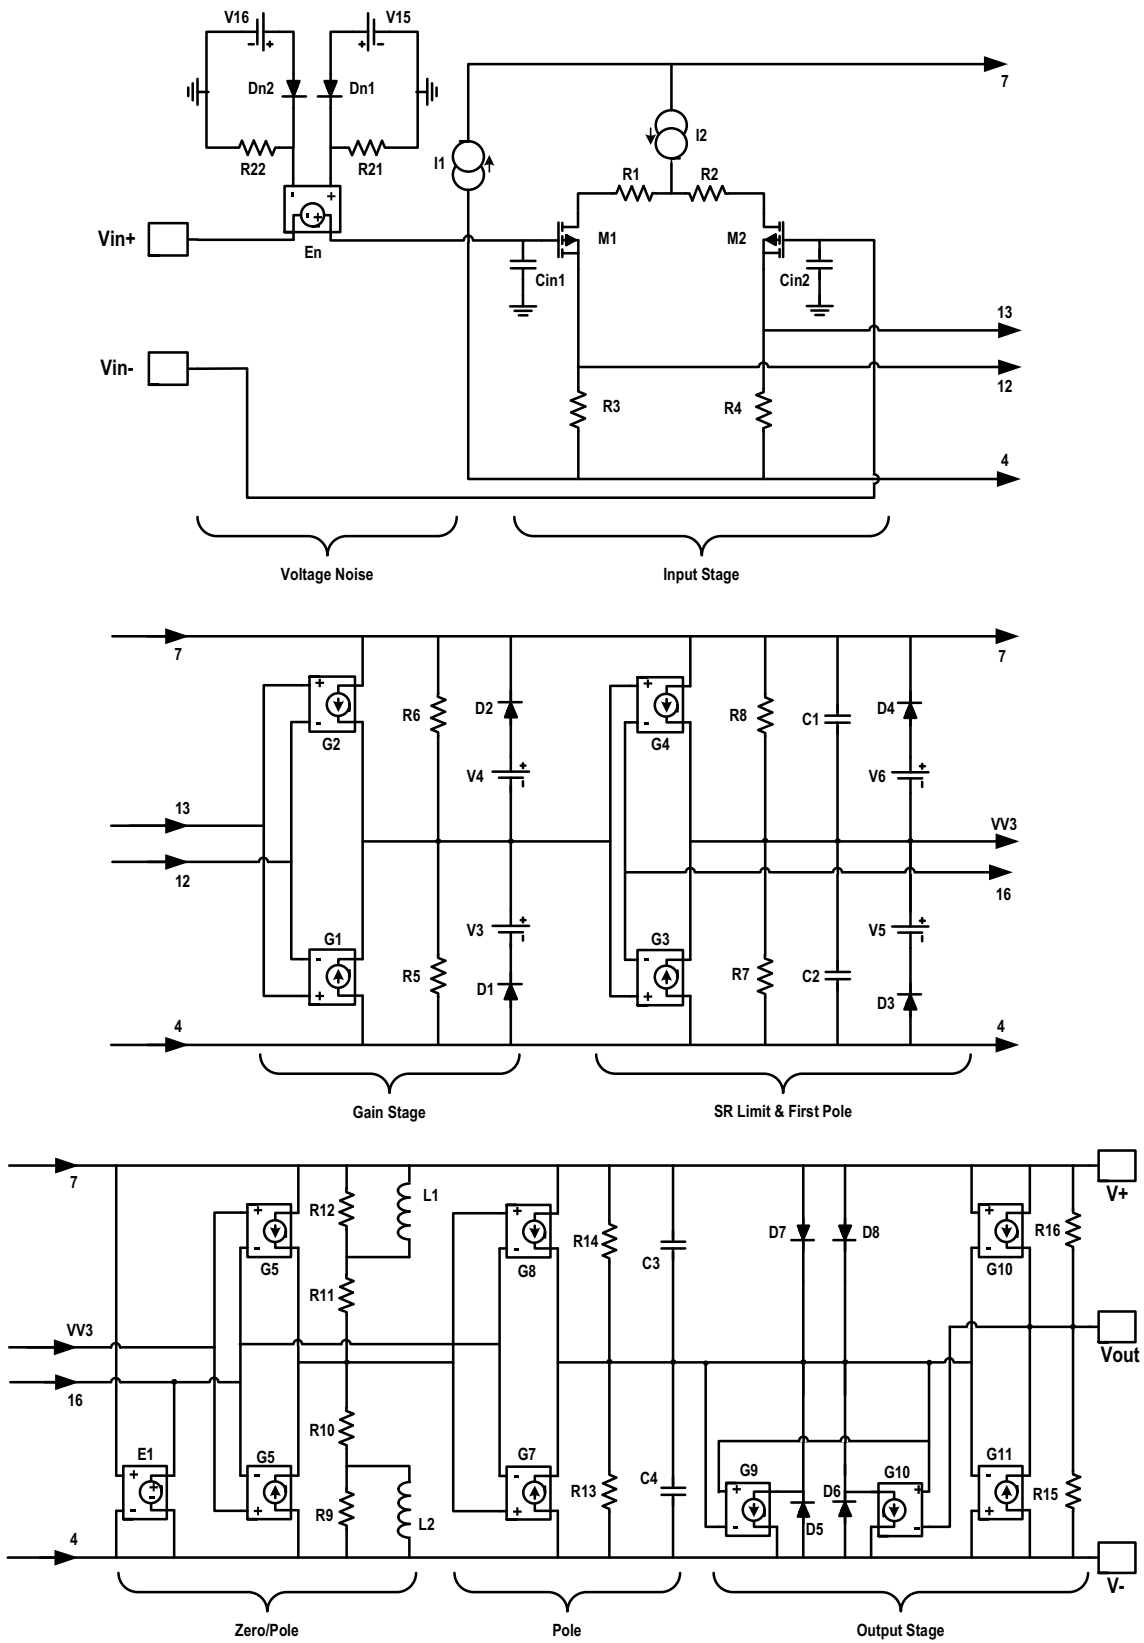 V16
V15
- +
+ -
Dn2
Dn1
R22
R21
- +
- +
En
Vin+
Vin-
I1
I2
7
R1
R2
M1
M2
Cin1
Cin2
13
12
R3
R4
4
Voltage Noise
Input Stage
7
7
+
-
G2
R6
D2
V4
+
-
+
-
G4
R8
C1
D4
V6
+
-
13
12
VV3
16
G1
-
+
R5
V3
+
-
D1
G3
-
+
R7
C2
V5
+
-
D3
4
4
Gain Stage
SR Limit & First Pole
7
V+
+
-
G5
R12
L1
R11
+
-
G8
R14
C3
D7
D8
+
-
G10
R16
VV3
16
Vout
E1
+
-
+
-
G5
-
+
R10
R9
L2
G7
-
+
R13
C4
G9
+
-
D5
D6
G10
+
-
G11
-
+
R15
4
V-
Zero/Pole
Pole
Output Stage